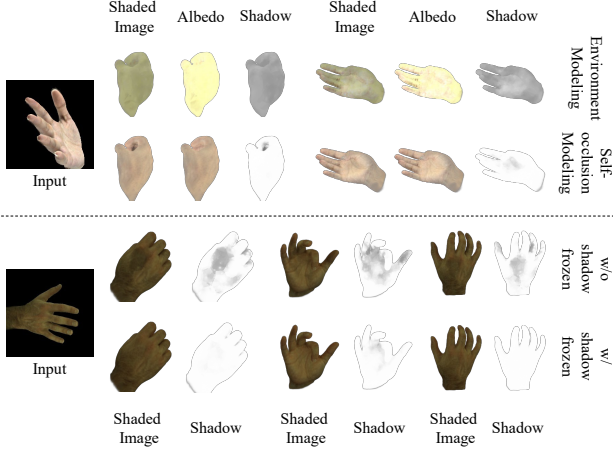 Shaded
Image
Albedo
Shadow
Shaded
Image
Albedo
Shadow
Environment
Modeling
Self-
occlusion
Modeling
Input
w/o
shadow
frozen
w/
shadow
frozen
Input
Shaded
Image
Shadow
Shaded
Image
Shadow
Shaded
Image
Shadow